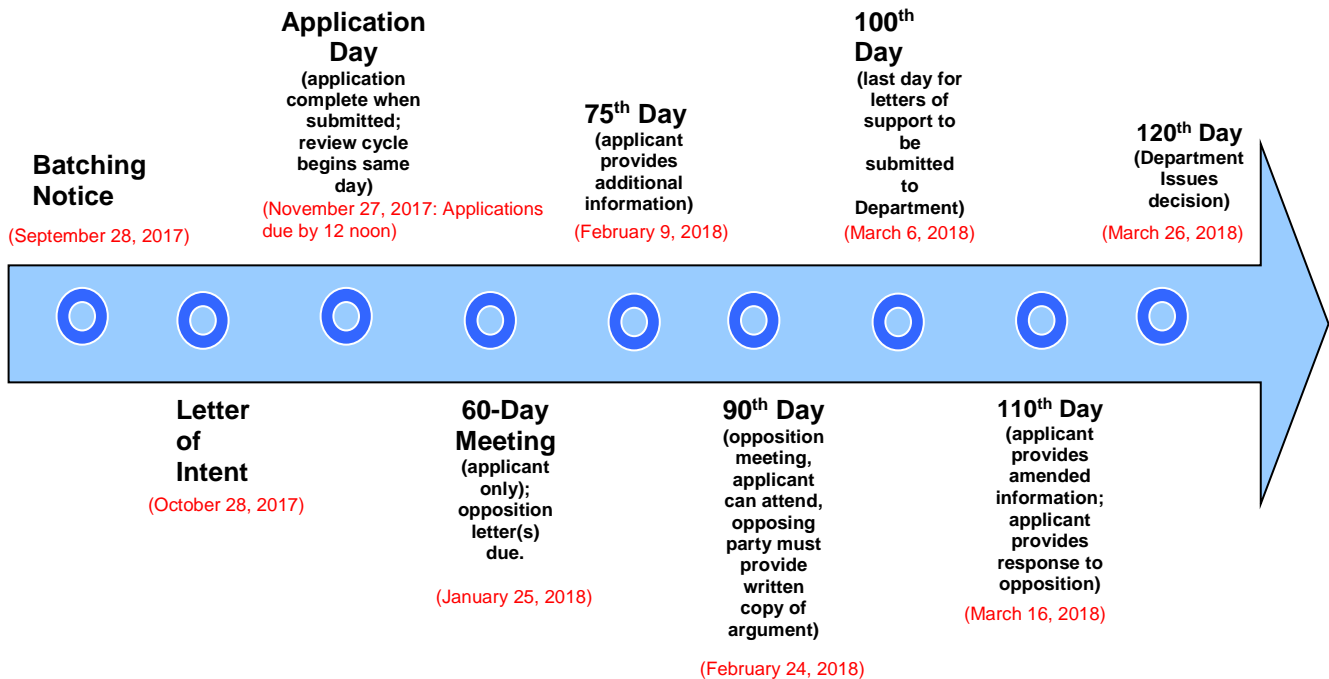 Batching
Notice
(September 28, 2017)
Letter
of
Intent
(October 28, 2017)
Application
Day
(application
complete when
submitted;
review cycle
begins same
day)
(November 27, 2017: Applications
due by 12 noon)
60-Day
Meeting
(applicant
only);
opposition
letter(s)
due.
(January 25, 2018)
75th Day
(applicant
provides
additional
information)
(February 9, 2018)
90th Day
(opposition
meeting,
applicant
can attend,
opposing
party must
provide
written
copy of
argument)
(February 24, 2018)
100th
Day
(last day for
letters of
support to
be
submitted
to
Department)
(March 6, 2018)
110th Day
(applicant
provides
amended
information;
applicant
provides
response to
opposition)
(March 16, 2018)
120th Day
(Department
Issues
decision)
(March 26, 2018)